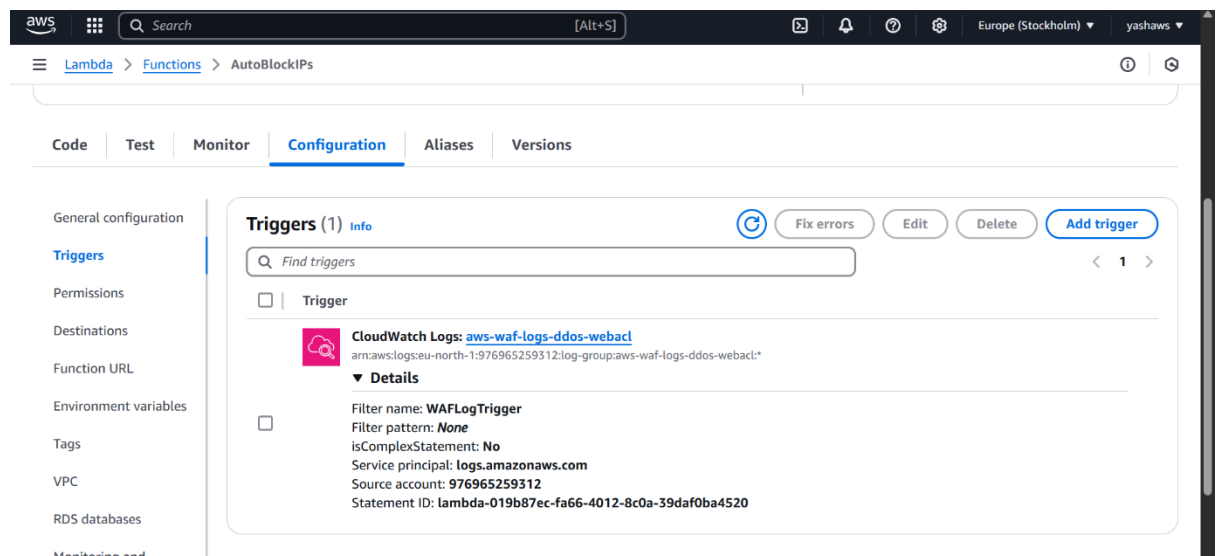 aws
Search
[Alt+S]
Europe (Stockholm) ▼
yashaws ▼
Lambda > Functions > AutoBlockIPs
Code
Test
Monitor
Configuration
Aliases
Versions
General configuration
Triggers
Permissions
Destinations
Function URL
Environment variables
Tags
VPC
RDS databases
Monitoring and
Triggers (1) Info
Fix errors
Edit
Delete
Add trigger
Find triggers
< 1 >
Trigger
CloudWatch Logs: aws-waf-logs-ddos-webacl
arn:aws:logs:eu-north-1:976965259312:log-group:aws-waf-logs-ddos-webacl:*
▼ Details
Filter name: WAFLogTrigger
Filter pattern: None
isComplexStatement: No
Service principal: logs.amazonaws.com
Source account: 976965259312
Statement ID: lambda-019b87ec-fa66-4012-8c0a-39daf0ba4520